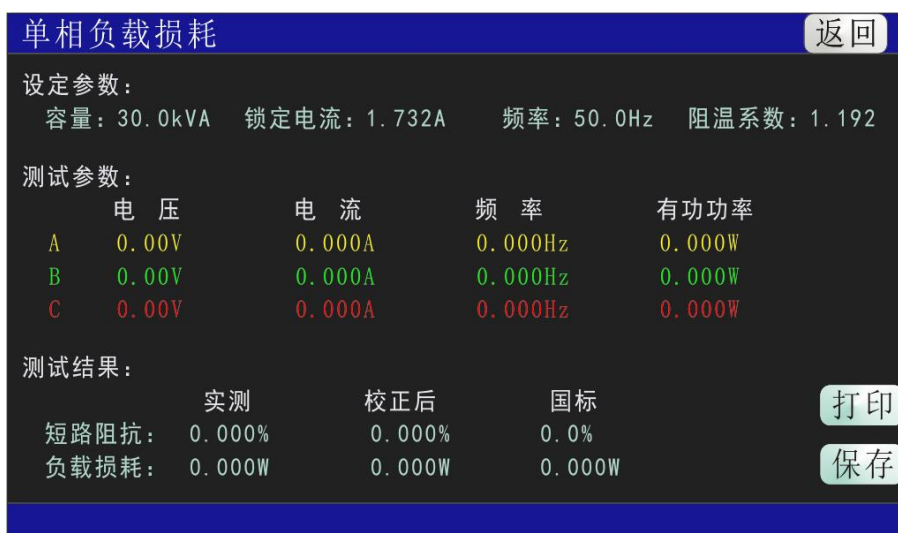 单相负载损耗 返回
设定参数：
容量：30.0kVA 锁定电流：1.732A 频率：50.0Hz 阻温系数：1.192
测试参数：
电 压 电 流 频 率 有功功率
A 0.00V 0.000A 0.000Hz 0.000W
B 0.00V 0.000A 0.000Hz 0.000W
C 0.00V 0.000A 0.000Hz 0.000W
测试结果：
实测 校正后 国标
打印
短路阻抗： 0.000% 0.000% 0.0%
负载损耗： 0.000W 0.000W 0.000W
保存